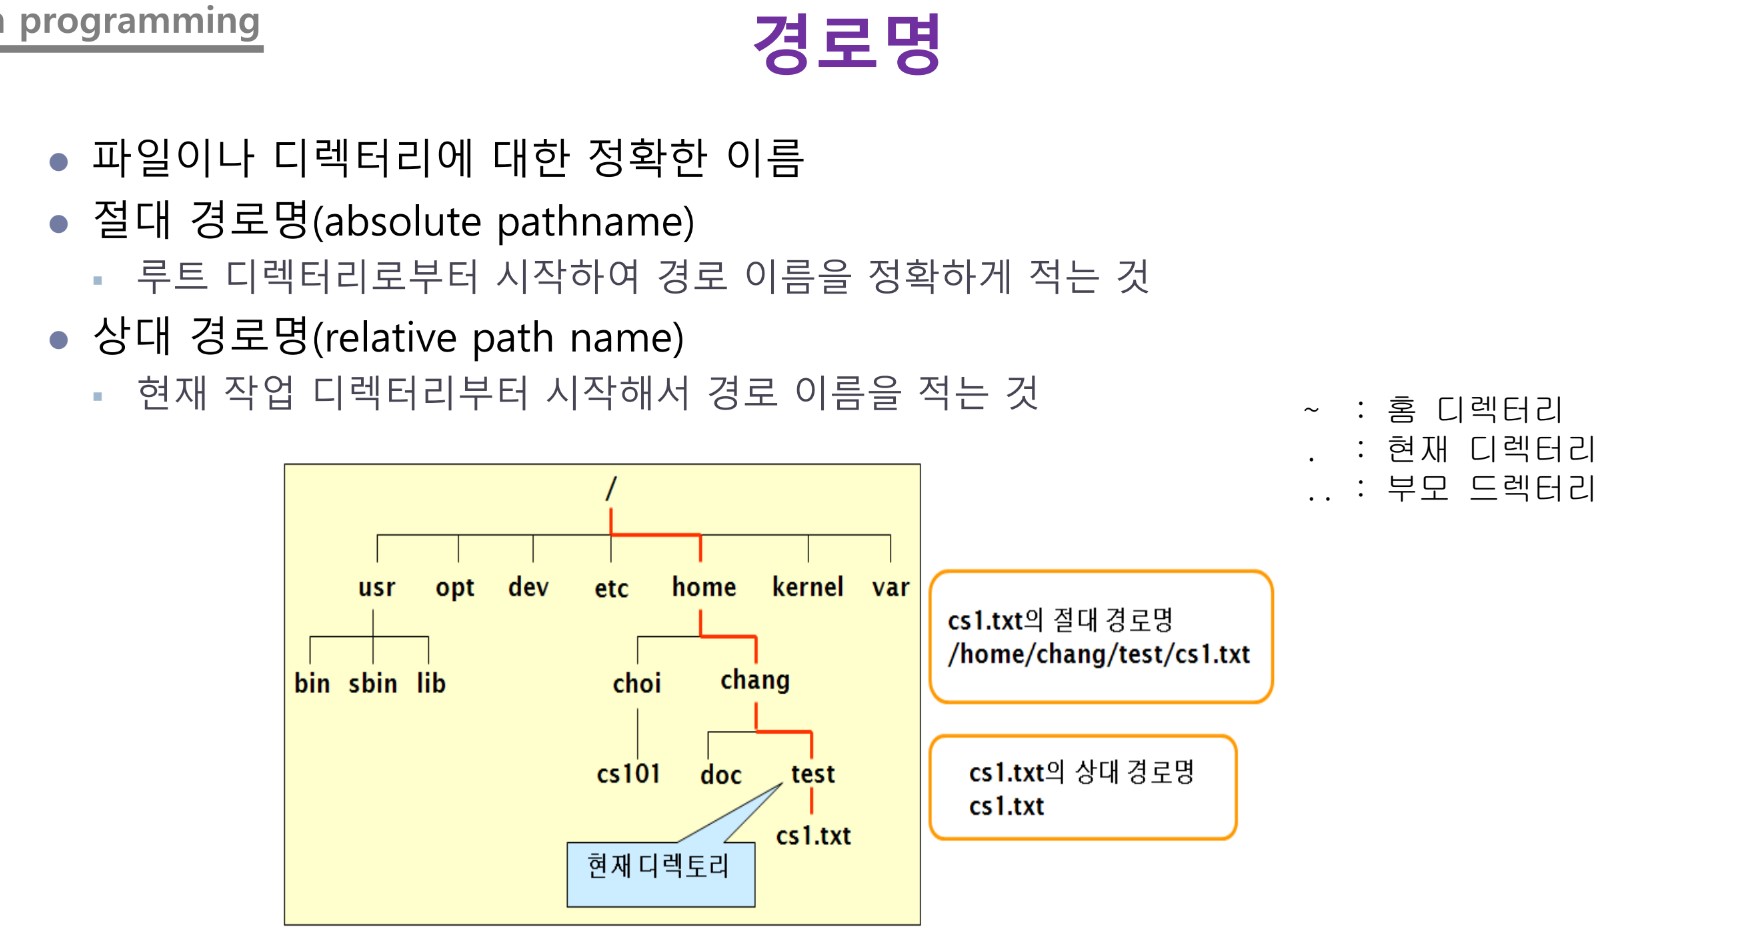 programming
경로명
● 파일이나 디렉터리에 대한 정확한 이름
● 절대 경로명(absolute pathname)
▪ 루트 디렉터리로부터 시작하여 경로 이름을 정확하게 적는 것
● 상대 경로명(relative path name)
▪ 현재 작업 디렉터리부터 시작해서 경로 이름을 적는 것
~ : 홈 디렉터리
. : 현재 디렉터리
.. : 부모 드렉터리
/
usr opt dev etc home kernel var
bin sbin lib choi chang
cs101 doc test
cs1.txt
현재 디렉토리
cs1.txt의 절대 경로명
/home/chang/test/cs1.txt
cs1.txt의 상대 경로명
cs1.txt